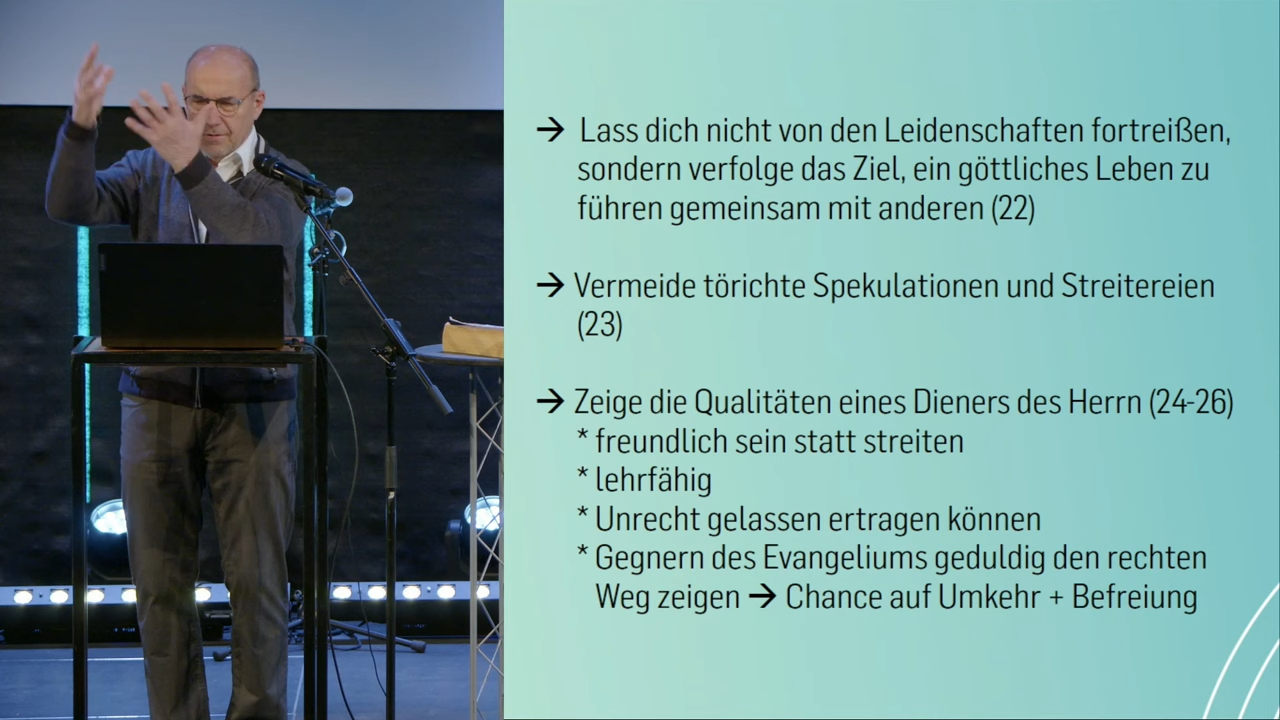 → Lass dich nicht von den Leidenschaften fortreißen,
sondern verfolge das Ziel, ein göttliches Leben zu
führen gemeinsam mit anderen (22)
→ Vermeide törichte Spekulationen und Streitereien
(23)
→ Zeige die Qualitäten eines Dieners des Herrn (24-26)
* freundlich sein statt streiten
* lehrfähig
* Unrecht gelassen ertragen können
* Gegnern des Evangeliums geduldig den rechten
Weg zeigen → Chance auf Umkehr + Befreiung